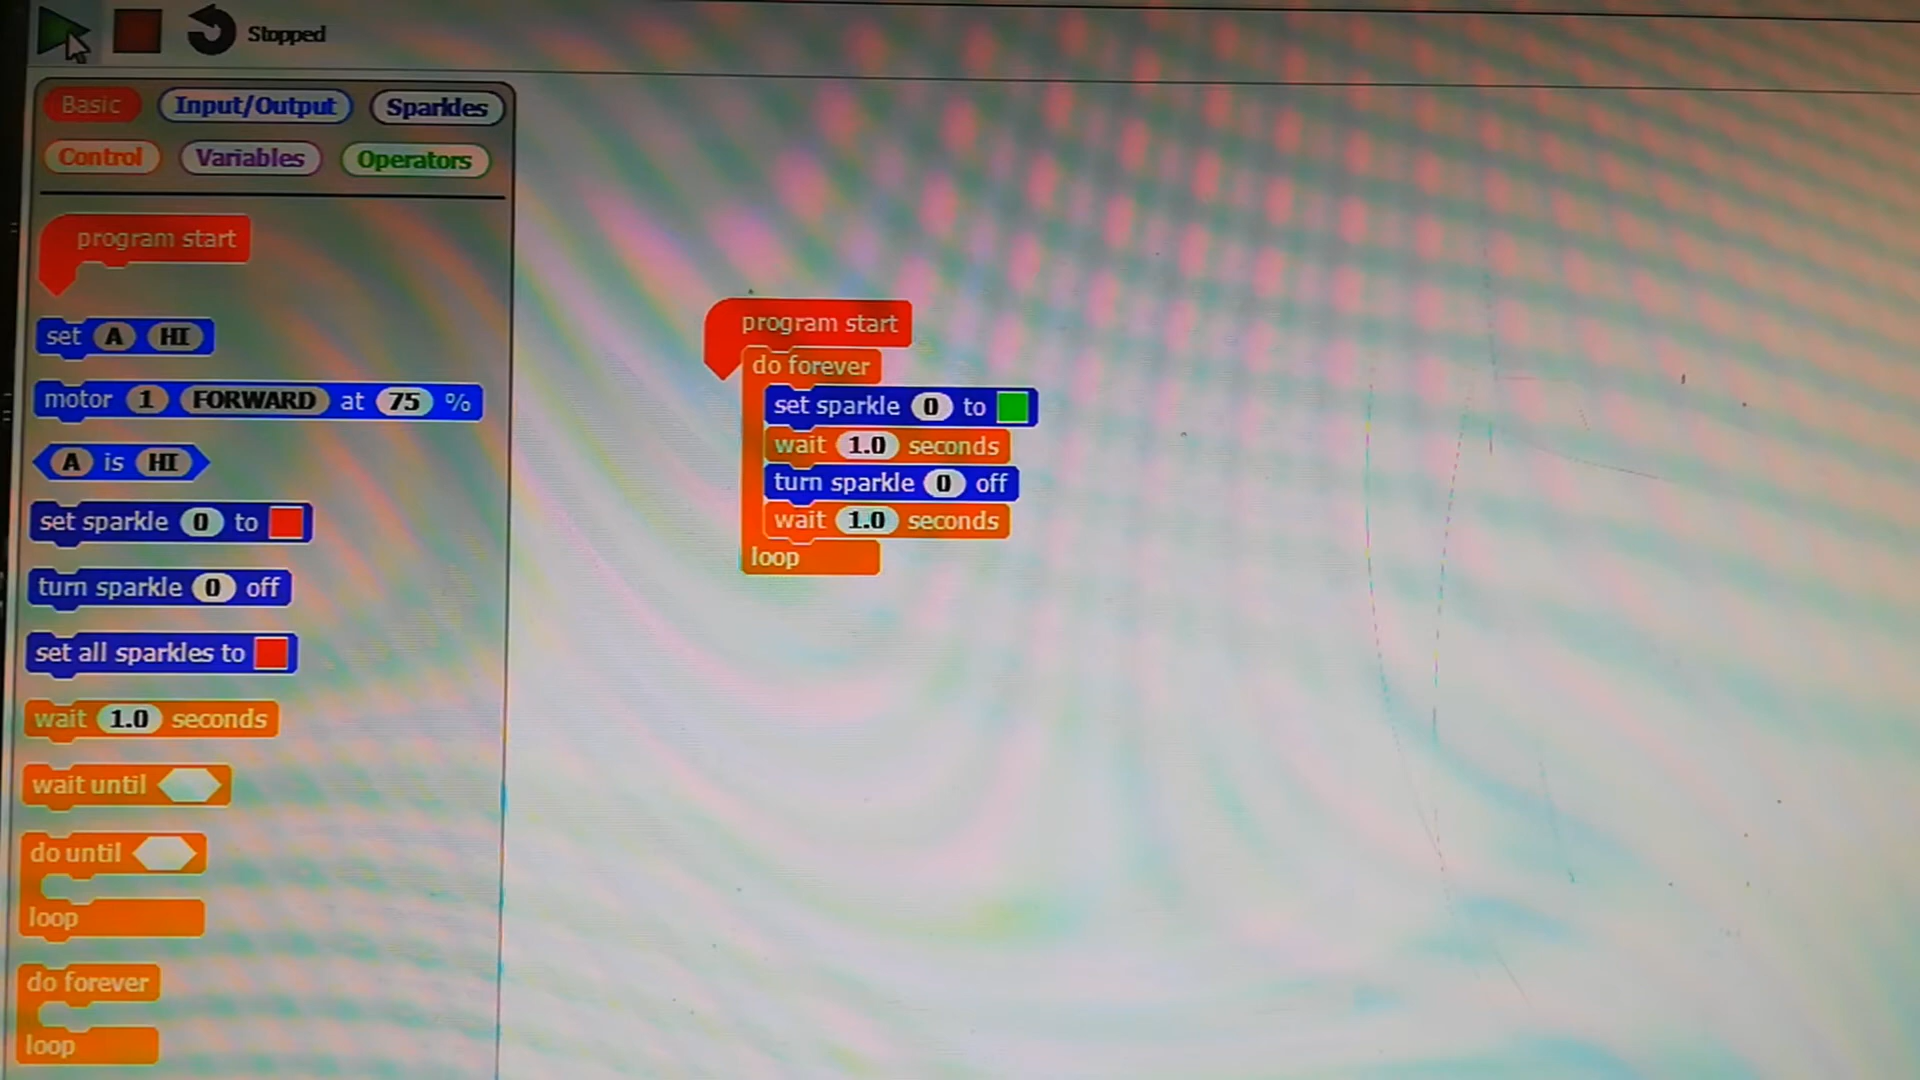 Stopped
Basic Input/Output Sparkles
Control Variables Operators
program start
set A HI
motor 1 FORWARD at 75 %
A is HI
set sparkle 0 to
turn sparkle 0 off
set all sparkles to
wait 1.0 seconds
wait until
do until
loop
do forever
loop
program start
do forever
set sparkle 0 to
wait 1.0 seconds
turn sparkle 0 off
wait 1.0 seconds
loop